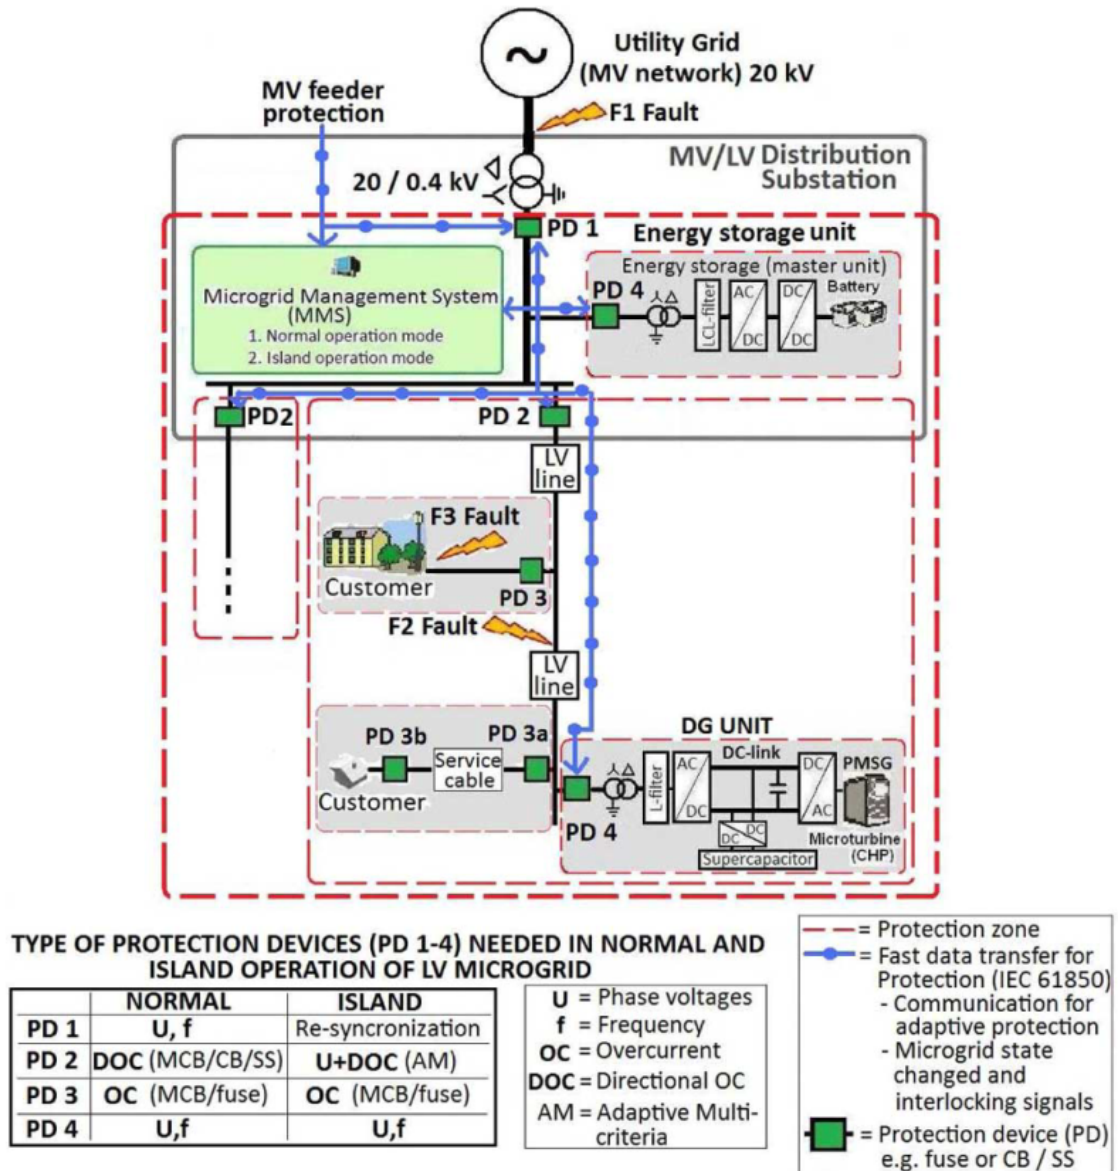 Utility Grid
(MV network) 20 kV
MV feeder
protection
F1 Fault
MV/LV Distribution
Substation
20 / 0.4 kV
PD 1
Energy storage unit
Microgrid Management System
(MMS)
1. Normal operation mode
2. Island operation mode
Energy storage (master unit)
PD 4
LCL-filter
AC
DC
DC
DC
Battery
PD2
PD 2
LV
line
F3 Fault
Customer
PD 3
F2 Fault
LV
line
PD 3b
PD 3a
Service
cable
Customer
DG UNIT
PD 4
L-filter
AC
DC
DC-link
DC
AC
PMSG
DC
DC
Supercapacitor
Microturbine
(CHP)
TYPE OF PROTECTION DEVICES (PD 1-4) NEEDED IN NORMAL AND
ISLAND OPERATION OF LV MICROGRID
NORMAL ISLAND
PD 1 U, f Re-syncronization
PD 2 DOC (MCB/CB/SS) U+DOC (AM)
PD 3 OC (MCB/fuse) OC (MCB/fuse)
PD 4 U,f U,f
U = Phase voltages
f = Frequency
OC = Overcurrent
DOC = Directional OC
AM = Adaptive Multi-
criteria
= Protection zone
= Fast data transfer for
Protection (IEC 61850)
- Communication for
adaptive protection
- Microgrid state
changed and
interlocking signals
= Protection device (PD)
e.g. fuse or CB / SS